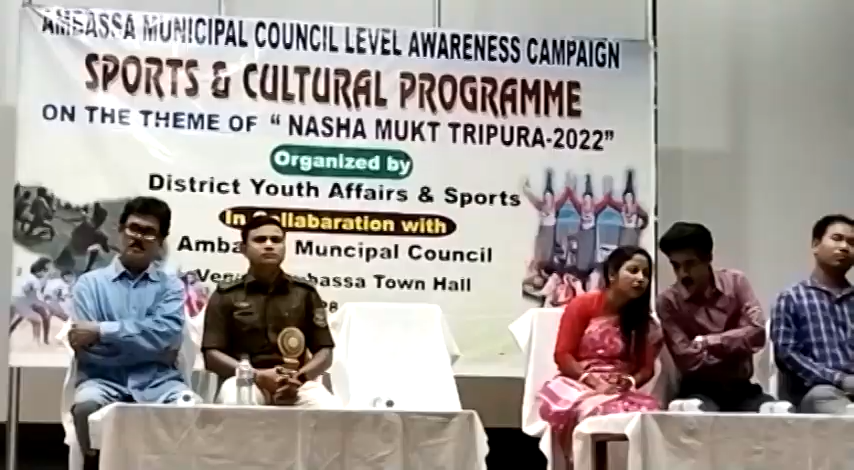 AMBASSA MUNICIPAL COUNCIL LEVEL AWARENESS CAMPAIGN
SPORTS & CULTURAL PROGRAMME
ON THE THEME OF " NASHA MUKT TRIPURA-2022"
Organized by
District Youth Affairs & Sports
In Collabaration with
Muncipal Council
Town Hall